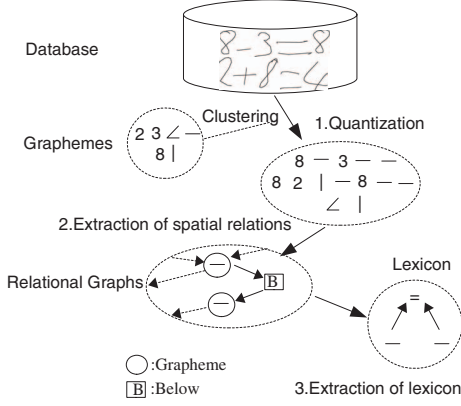 Database
8-3=8
2+8=4
Clustering
1.Quantization
Graphemes
2 3 ∠ —
8 |
8 — 3 — —
8 2 | — 8 — —
∠ |
2.Extraction of spatial relations
Relational Graphs
—
B
—
Lexicon
=
— —
○:Grapheme
B:Below
3.Extraction of lexicon